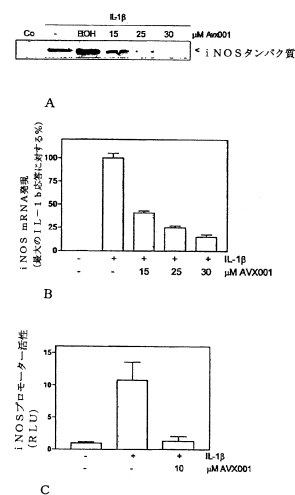 IL-1β
Co - EtOH 15 25 30 μM Avx001
< iNOSタンパク質
A
iNOS mRNA発現
(最大のIL-1b応答に対する%)
100
75
50
25
0
- + + + + IL-1β
- - 15 25 30 μM AVX001
B
iNOSプロモーター活性
(RLU)
15
10
5
0
- + + IL-1β
- - 10 μM AVX001
C